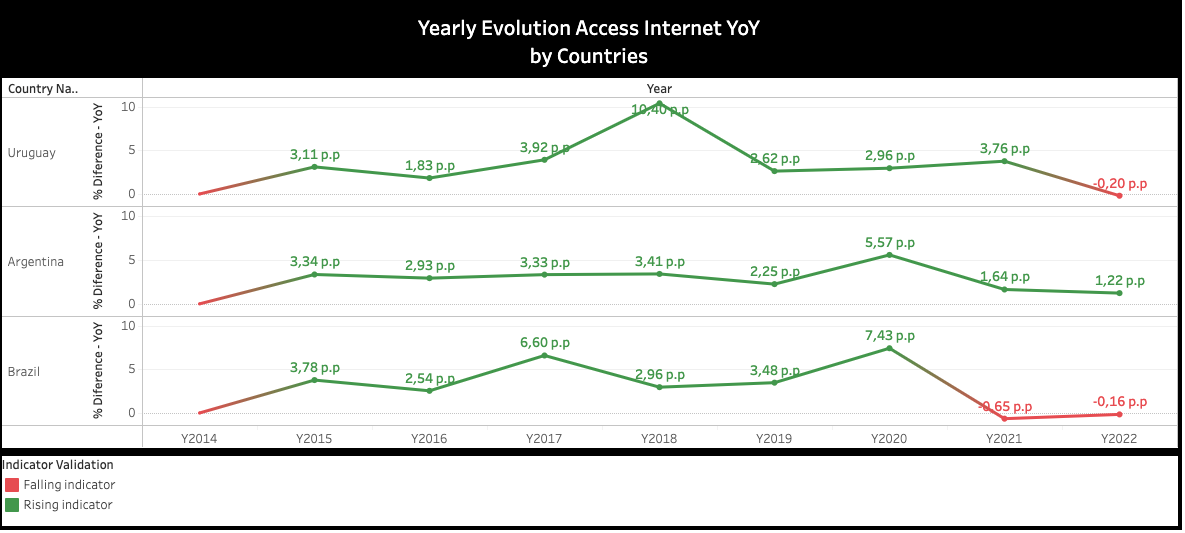 Yearly Evolution Access Internet YoY
by Countries
Country Na.. Year
Uruguay
% Diference - YoY
10
5
0
3,11 p.p 1,83 p.p 3,92 p.p 10,40 p.p 2,62 p.p 2,96 p.p 3,76 p.p -0,20 p.p
Argentina
% Diference - YoY
10
5
0
3,34 p.p 2,93 p.p 3,33 p.p 3,41 p.p 2,25 p.p 5,57 p.p 1,64 p.p 1,22 p.p
Brazil
% Diference - YoY
10
5
0
3,78 p.p 2,54 p.p 6,60 p.p 2,96 p.p 3,48 p.p 7,43 p.p -0,65 p.p -0,16 p.p
Y2014 Y2015 Y2016 Y2017 Y2018 Y2019 Y2020 Y2021 Y2022
Indicator Validation
Falling indicator
Rising indicator